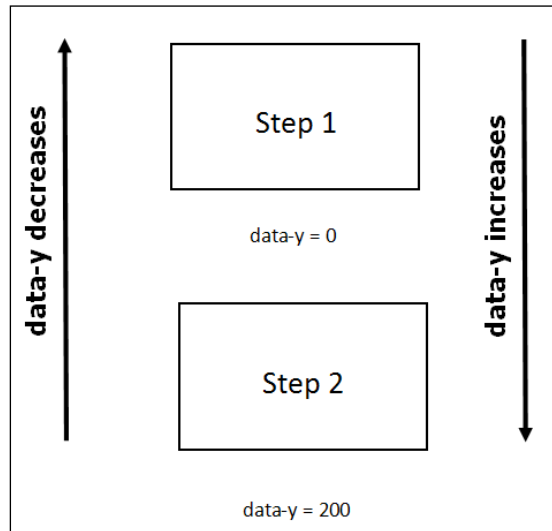 data-y decreases
Step 1
data-y = 0
data-y increases
Step 2
data-y = 200